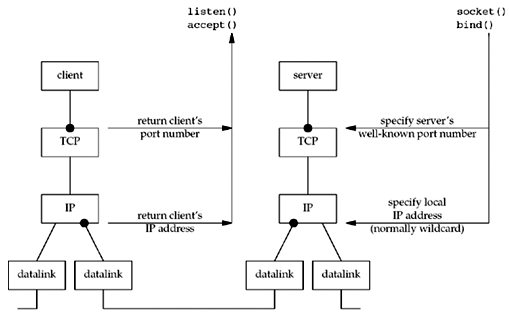 listen()
accept()
socket()
bind()
client
server
return client's
port number
specify server's
well-known port number
TCP
TCP
IP
return client's
IP address
IP
specify local
IP address
(normally wildcard)
datalink
datalink
datalink
datalink